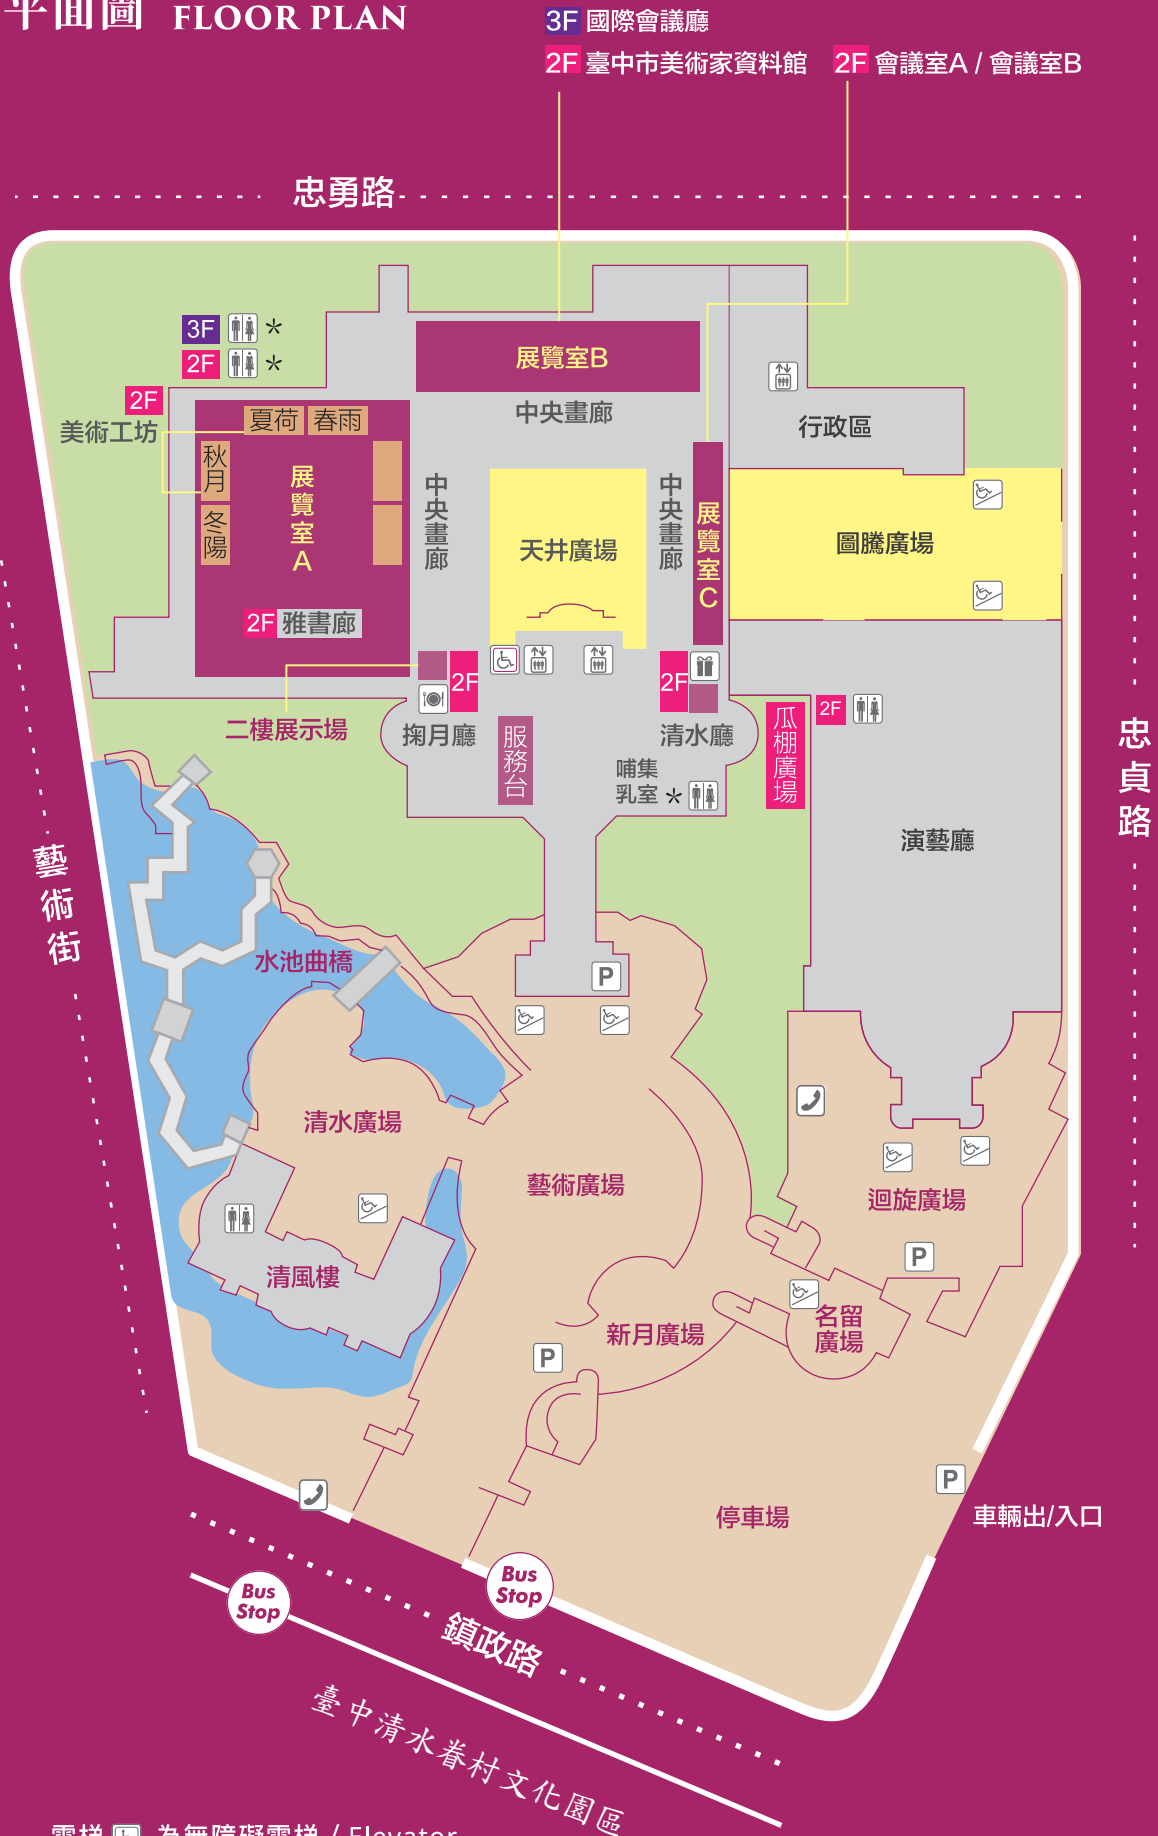 平面圖 FLOOR PLAN
3F 國際會議廳
2F 臺中市美術家資料館
2F 會議室A / 會議室B
忠勇路
3F *
2F *
2F
美術工坊
夏荷
春雨
秋月
冬陽
展覽室A
2F 雅書廊
展覽室B
中央畫廊
中央畫廊
天井廣場
中央畫廊
展覽室C
行政區
圖騰廣場
2F
2F
二樓展示場
掬月廳
服務台
清水廳
哺集
乳室 *
瓜棚廣場
2F
演藝廳
忠貞路
藝術街
水池曲橋
P
清水廣場
藝術廣場
迴旋廣場
P
清風樓
新月廣場
名留
廣場
P
P
停車場
車輛出/入口
Bus
Stop
Bus
Stop
鎮政路
臺中清水眷村文化園區
電梯 為無障礙電梯 / Elevator